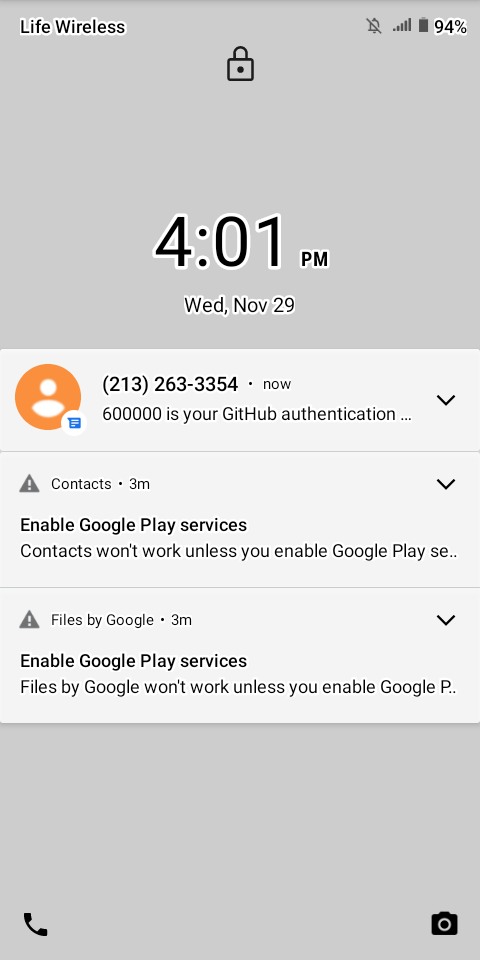 Life Wireless 94%
4:01 PM
Wed, Nov 29
(213) 263-3354 • now
600000 is your GitHub authentication ...
Contacts • 3m
Enable Google Play services
Contacts won't work unless you enable Google Play se..
Files by Google • 3m
Enable Google Play services
Files by Google won't work unless you enable Google P..